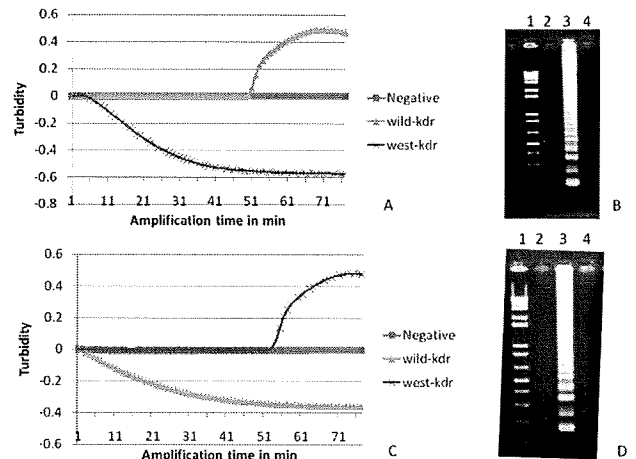 0.6
0.4
0.2
0
-0.2
-0.4
-0.6
-0.8
Turbidity
1 11 21 31 41 51 61 71
Amplification time in min
Negative
wild-kdr
west-kdr
A
1 2 3 4
B
0.6
0.4
0.2
0
-0.2
-0.4
-0.6
Turbidity
1 11 21 31 41 51 61 71
Amplification time in min
Negative
wild-kdr
west-kdr
C
1 2 3 4
D